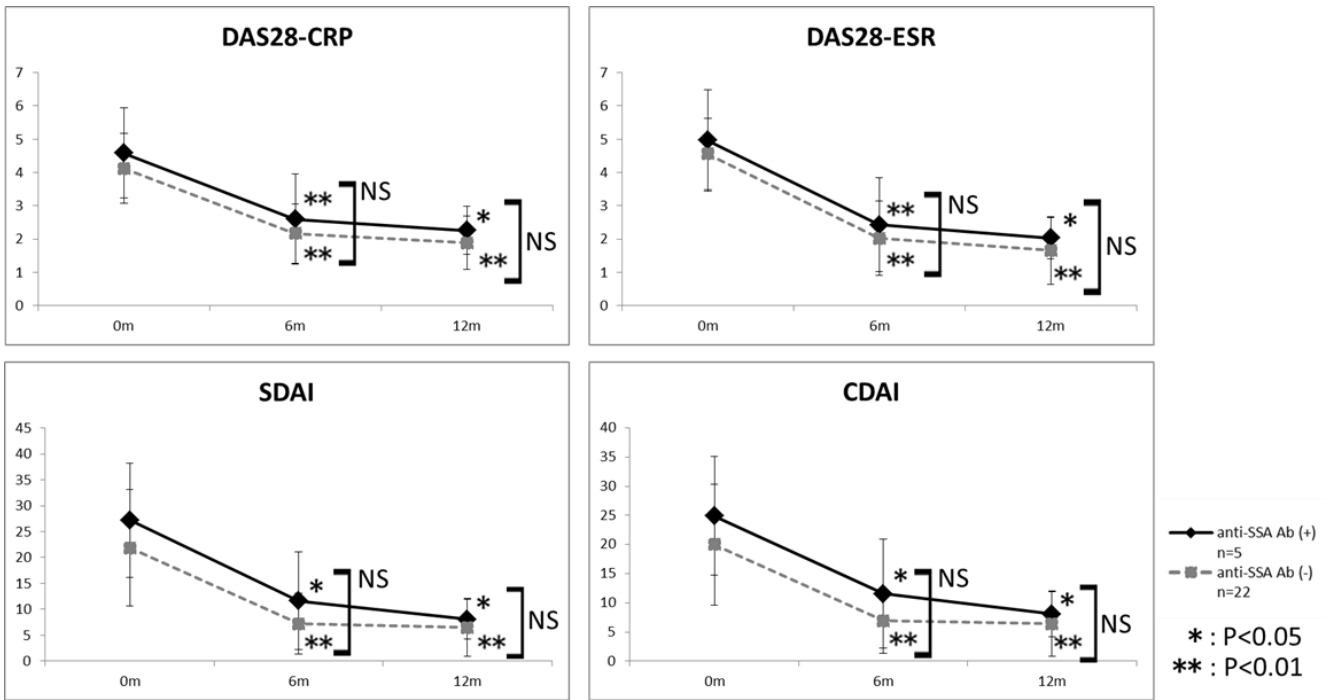 DAS28-CRP
7
6
5
4
3
2
1
0
** NS
**
* NS
**
0m 6m 12m
DAS28-ESR
7
6
5
4
3
2
1
0
** NS
**
* NS
**
0m 6m 12m
SDAI
45
40
35
30
25
20
15
10
5
0
* NS
**
* NS
**
0m 6m 12m
CDAI
40
35
30
25
20
15
10
5
0
* NS
**
* NS
**
0m 6m 12m
anti-SSA Ab (+)
n=5
anti-SSA Ab (-)
n=22
* : P<0.05
** : P<0.01